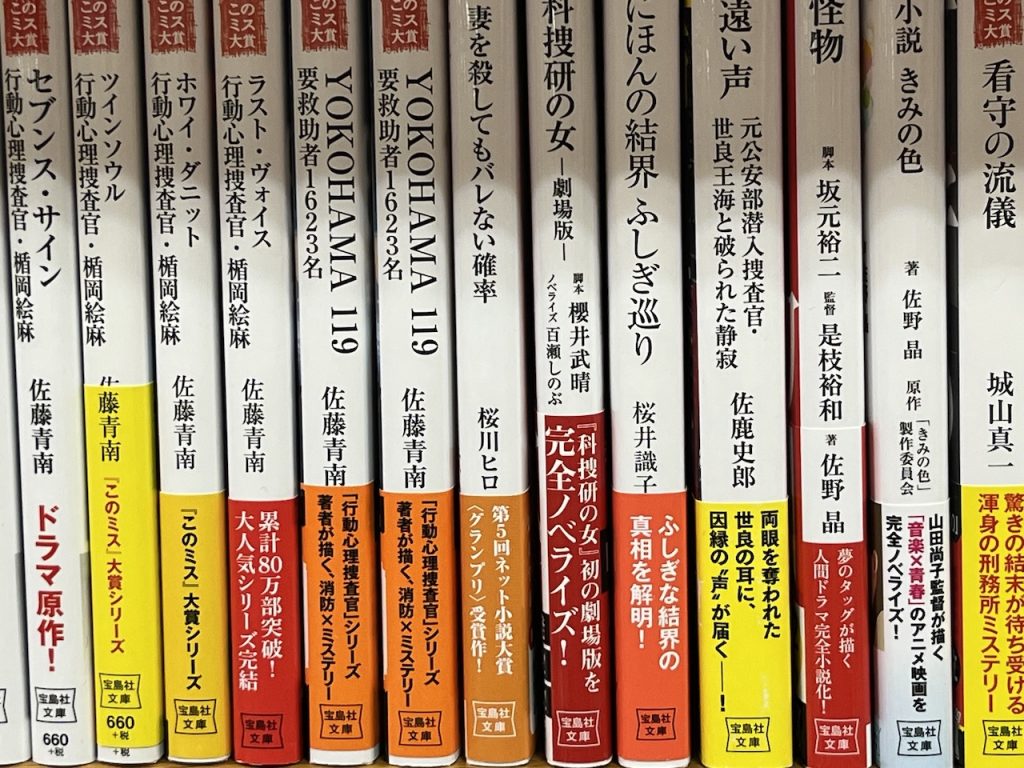 このミス大賞
セブンス・サイン
行動心理捜査官・楯岡絵麻
佐藤青南
ドラマ原作！
宝島社文庫
660
+税
このミス大賞
ツインソウル
行動心理捜査官・楯岡絵麻
佐藤青南
『このミス』大賞シリーズ
宝島社文庫
660
+税
+税
このミス大賞
ホワイ・ダニット
行動心理捜査官・楯岡絵麻
佐藤青南
『このミス』大賞シリーズ
宝島社文庫
このミス大賞
ラスト・ヴォイス
行動心理捜査官・楯岡絵麻
佐藤青南
累計80万部突破！
大人気シリーズ完結
宝島社文庫
このミス大賞
YOKOHAMA 119
要救助者1623名
佐藤青南
「行動心理捜査官」シリーズ
著者が描く、消防×ミステリー
宝島社文庫
このミス大賞
YOKOHAMA 119
要救助者1623名
佐藤青南
「行動心理捜査官」シリーズ
著者が描く、消防×ミステリー
宝島社文庫
妻を殺してもバレない確率
桜川ヒロ
第5回ネット小説大賞
〈グランプリ〉受賞作！
宝島社文庫
科捜研の女 ―劇場版―
脚本 櫻井武晴
ノベライズ 百瀬しのぶ
『科捜研の女』初の劇場版を
完全ノベライズ！
宝島社文庫
にほんの結界 ふしぎ巡り
桜井識子
ふしぎな結界の
真相を解明！
宝島社文庫
遠い声
元公安部潜入捜査官・
世良王海と破られた静寂
佐鹿史郎
両眼を奪われた
世良の耳に、
因縁の“声”が届く――！
宝島社文庫
怪物
脚本 坂元裕二 監督 是枝裕和 著 佐野 晶
夢のタッグが描く
人間ドラマ完全小説化！
宝島社文庫
小説 きみの色
著 佐野 晶 原作 「きみの色」
製作委員会
山田尚子監督が描く
「音楽×青春」のアニメ映画を
完全ノベライズ！
宝島社文庫
このミス大賞
看守の流儀
城山真一
驚きの結末が待ち受ける
渾身の刑務所ミステリー
宝島社文庫